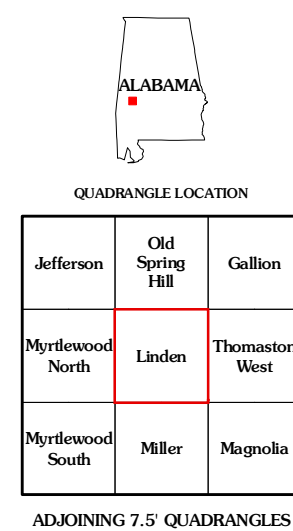 ALABAMA
QUADRANGLE LOCATION
Jefferson
Old
Spring
Hill
Gallion
Myrtlewood
North
Linden
Thomaston
West
Myrtlewood
South
Miller
Magnolia
ADJOINING 7.5' QUADRANGLES